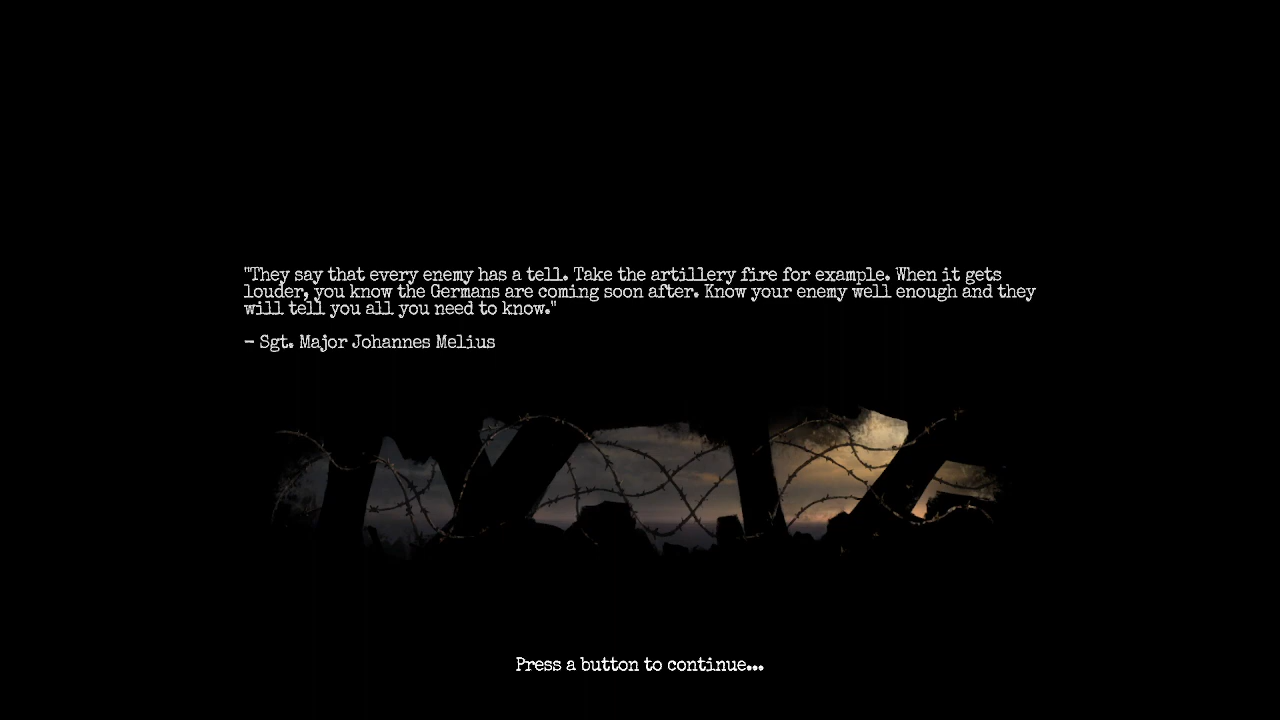 "They say that every enemy has a tell. Take the artillery fire for example. When it gets
louder, you know the Germans are coming soon after. Know your enemy well enough and they
will tell you all you need to know."
- Sgt. Major Johannes Melius
Press a button to continue...